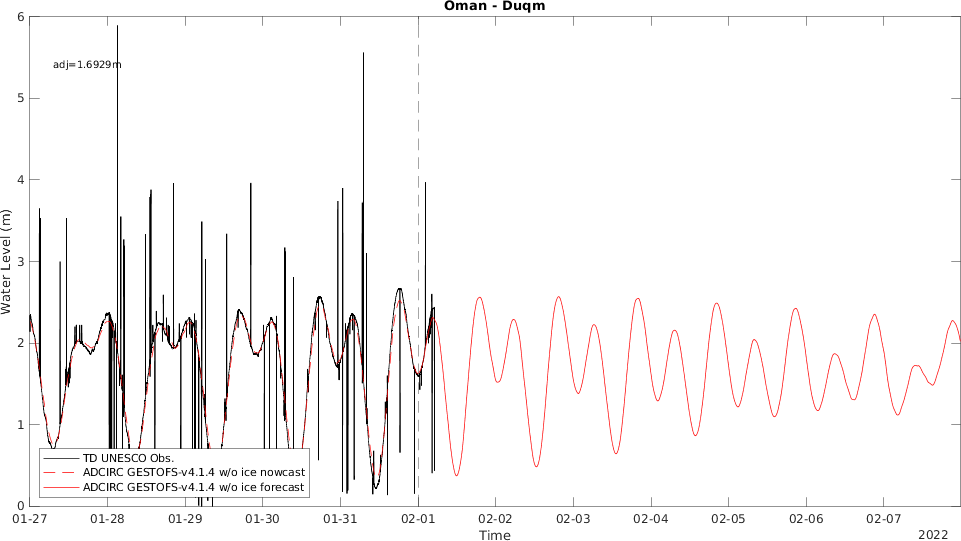 Oman - Duqm
adj=1.6929m
Water Level (m)
6
5
4
3
2
1
0
TD UNESCO Obs.
ADCIRC GESTOFS-v4.1.4 w/o ice nowcast
ADCIRC GESTOFS-v4.1.4 w/o ice forecast
01-27 01-28 01-29 01-30 01-31 02-01 02-02 02-03 02-04 02-05 02-06 02-07
Time
2022